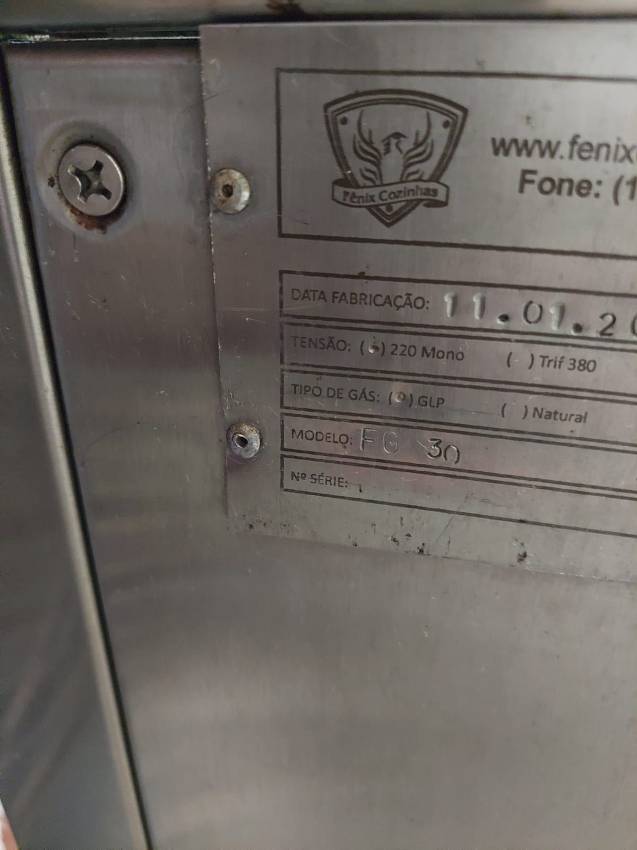 Fênix Cozinhas
www.fenix
Fone: (1
DATA FABRICAÇÃO: 11.01.20
TENSÃO: ( ) 220 Mono ( ) Trif 380
TIPO DE GÁS: ( ) GLP ( ) Natural
MODELO: FG 30
Nº SÉRIE: